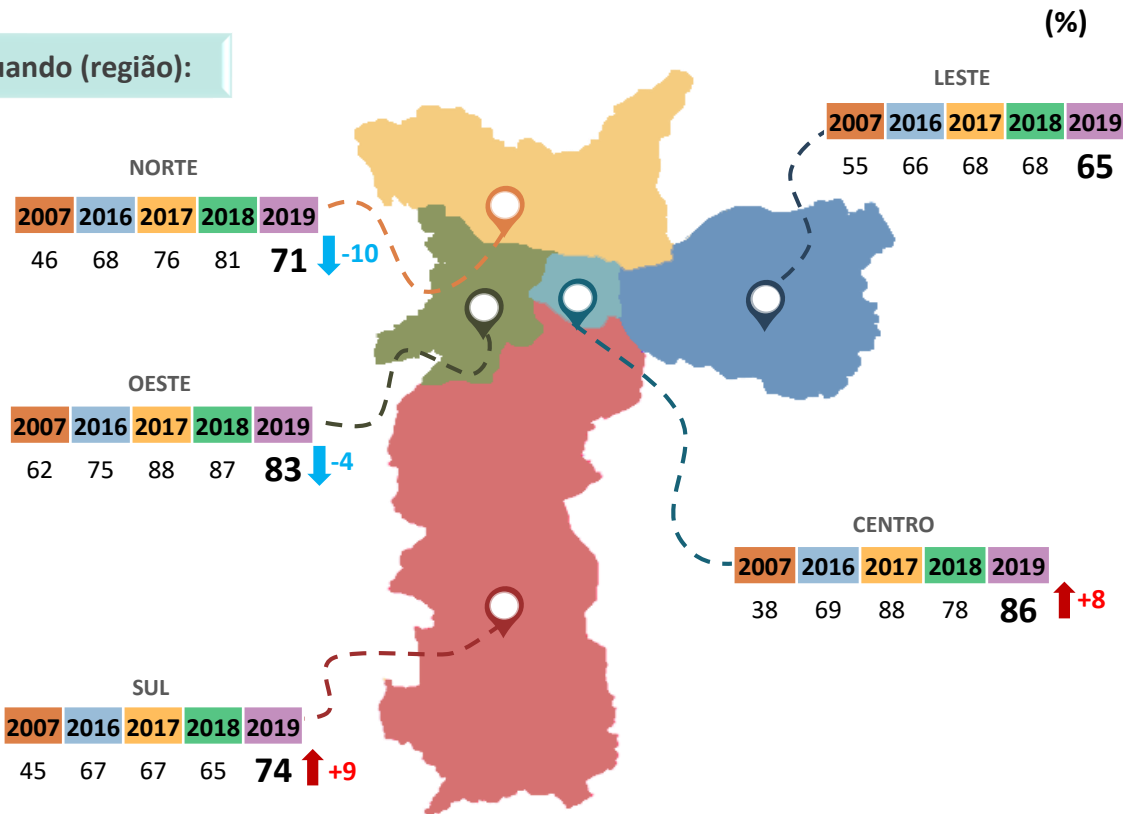 (%)
uando (região):
LESTE
2007 2016 2017 2018 2019
55 66 68 68 65
NORTE
2007 2016 2017 2018 2019
46 68 76 81 71 -10
OESTE
2007 2016 2017 2018 2019
62 75 88 87 83 -4
CENTRO
2007 2016 2017 2018 2019
38 69 88 78 86 +8
SUL
2007 2016 2017 2018 2019
45 67 67 65 74 +9